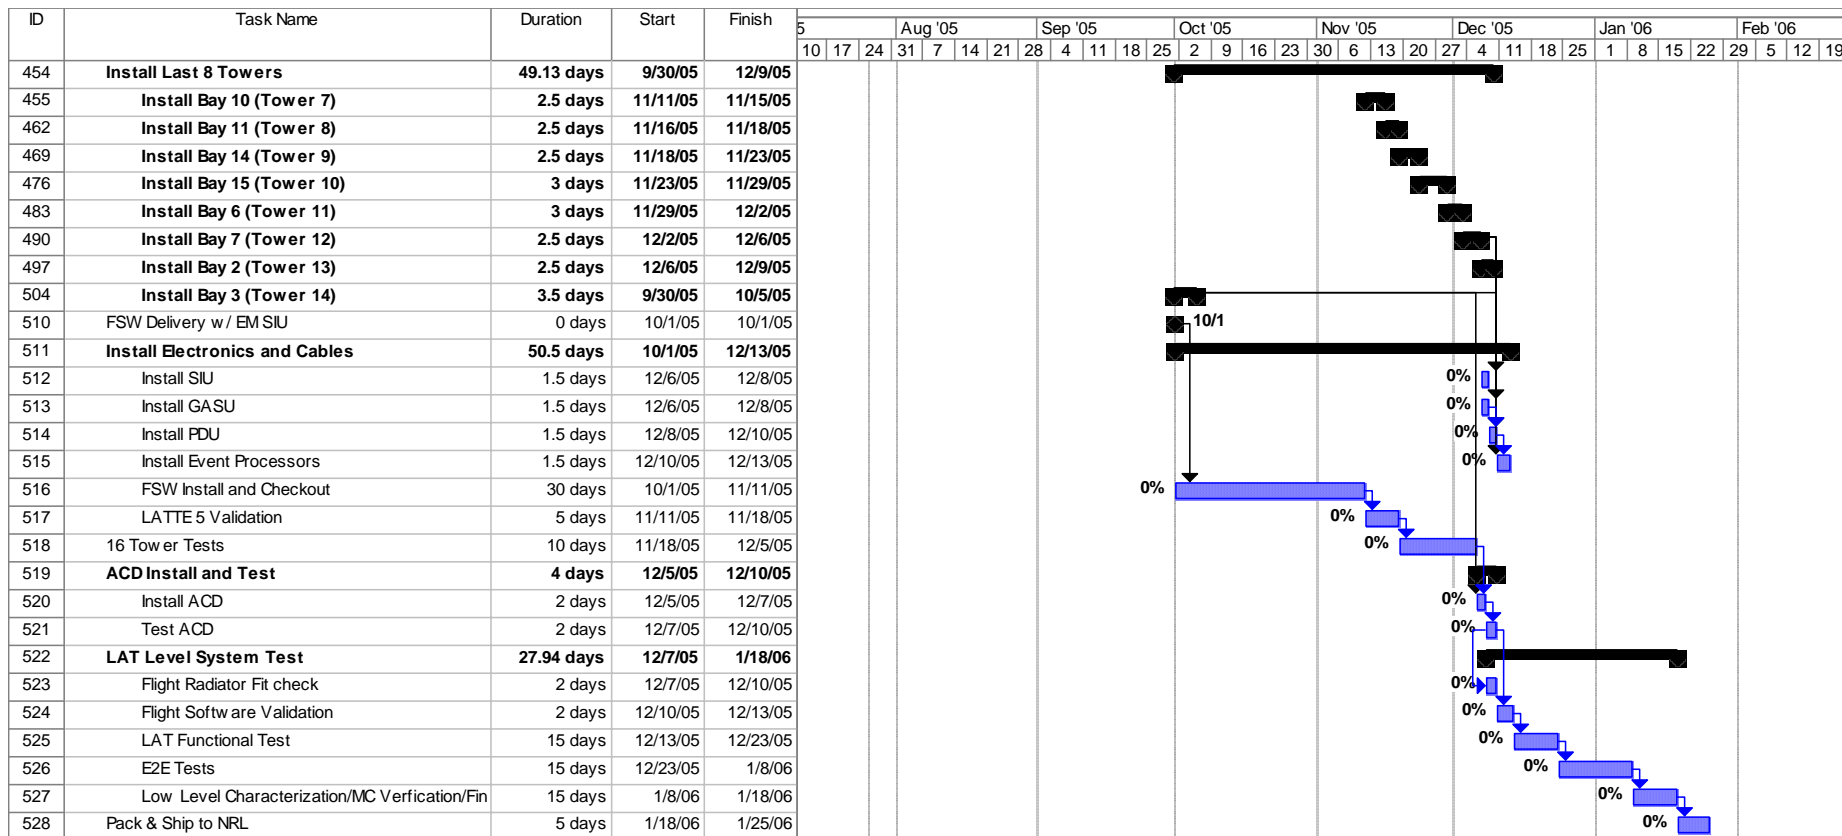 ID Task Name Duration Start Finish
5 Aug '05 Sep '05 Oct '05 Nov '05 Dec '05 Jan '06 Feb '06
10 17 24 31 7 14 21 28 4 11 18 25 2 9 16 23 30 6 13 20 27 4 11 18 25 1 8 15 22 29 5 12 19
454 Install Last 8 Towers 49.13 days 9/30/05 12/9/05
455 Install Bay 10 (Tower 7) 2.5 days 11/11/05 11/15/05
462 Install Bay 11 (Tower 8) 2.5 days 11/16/05 11/18/05
469 Install Bay 14 (Tower 9) 2.5 days 11/18/05 11/23/05
476 Install Bay 15 (Tower 10) 3 days 11/23/05 11/29/05
483 Install Bay 6 (Tower 11) 3 days 11/29/05 12/2/05
490 Install Bay 7 (Tower 12) 2.5 days 12/2/05 12/6/05
497 Install Bay 2 (Tower 13) 2.5 days 12/6/05 12/9/05
504 Install Bay 3 (Tower 14) 3.5 days 9/30/05 10/5/05
510 FSW Delivery w/ EM SIU 0 days 10/1/05 10/1/05 10/1
511 Install Electronics and Cables 50.5 days 10/1/05 12/13/05
512 Install SIU 1.5 days 12/6/05 12/8/05 0%
513 Install GASU 1.5 days 12/6/05 12/8/05 0%
514 Install PDU 1.5 days 12/8/05 12/10/05 0%
515 Install Event Processors 1.5 days 12/10/05 12/13/05 0%
516 FSW Install and Checkout 30 days 10/1/05 11/11/05 0%
517 LATTE 5 Validation 5 days 11/11/05 11/18/05 0%
518 16 Tower Tests 10 days 11/18/05 12/5/05 0%
519 ACD Install and Test 4 days 12/5/05 12/10/05
520 Install ACD 2 days 12/5/05 12/7/05 0%
521 Test ACD 2 days 12/7/05 12/10/05 0%
522 LAT Level System Test 27.94 days 12/7/05 1/18/06
523 Flight Radiator Fit check 2 days 12/7/05 12/10/05 0%
524 Flight Software Validation 2 days 12/10/05 12/13/05 0%
525 LAT Functional Test 15 days 12/13/05 12/23/05 0%
526 E2E Tests 15 days 12/23/05 1/8/06 0%
527 Low Level Characterization/MC Verfication/Fin 15 days 1/8/06 1/18/06 0%
528 Pack & Ship to NRL 5 days 1/18/06 1/25/06 0%